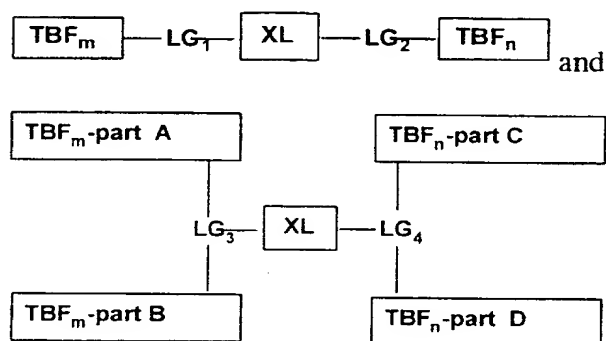 TBFm LG1 XL LG2 TBFn and
TBFm-part A TBFn-part C
LG3 XL LG4
TBFm-part B TBFn-part D